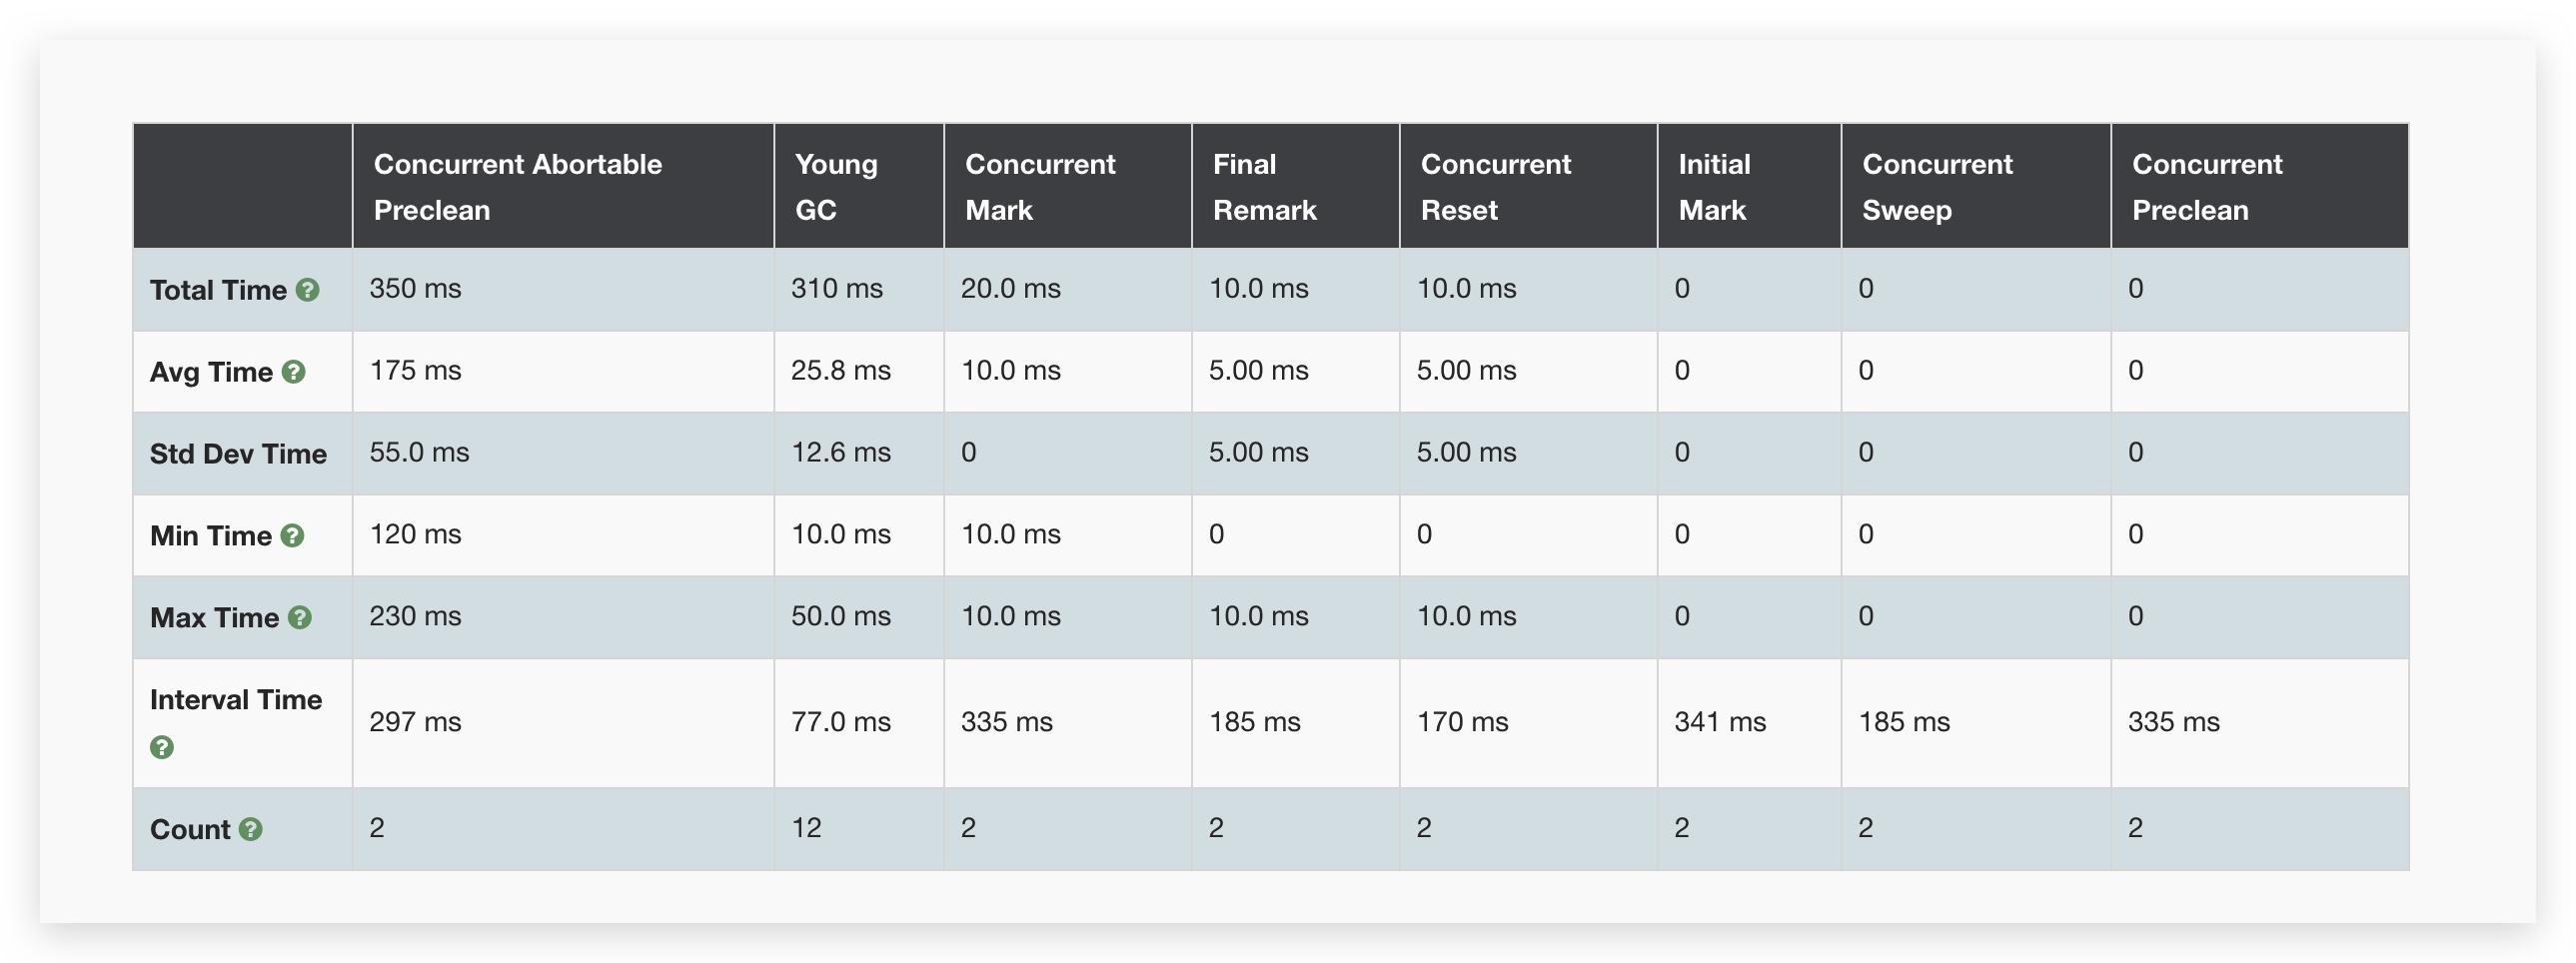 Concurrent Abortable Preclean Young GC Concurrent Mark Final Remark Concurrent Reset Initial Mark Concurrent Sweep Concurrent Preclean
Total Time ? 350 ms 310 ms 20.0 ms 10.0 ms 10.0 ms 0 0 0
Avg Time ? 175 ms 25.8 ms 10.0 ms 5.00 ms 5.00 ms 0 0 0
Std Dev Time 55.0 ms 12.6 ms 0 5.00 ms 5.00 ms 0 0 0
Min Time ? 120 ms 10.0 ms 10.0 ms 0 0 0 0 0
Max Time ? 230 ms 50.0 ms 10.0 ms 10.0 ms 10.0 ms 0 0 0
Interval Time ? 297 ms 77.0 ms 335 ms 185 ms 170 ms 341 ms 185 ms 335 ms
Count ? 2 12 2 2 2 2 2 2